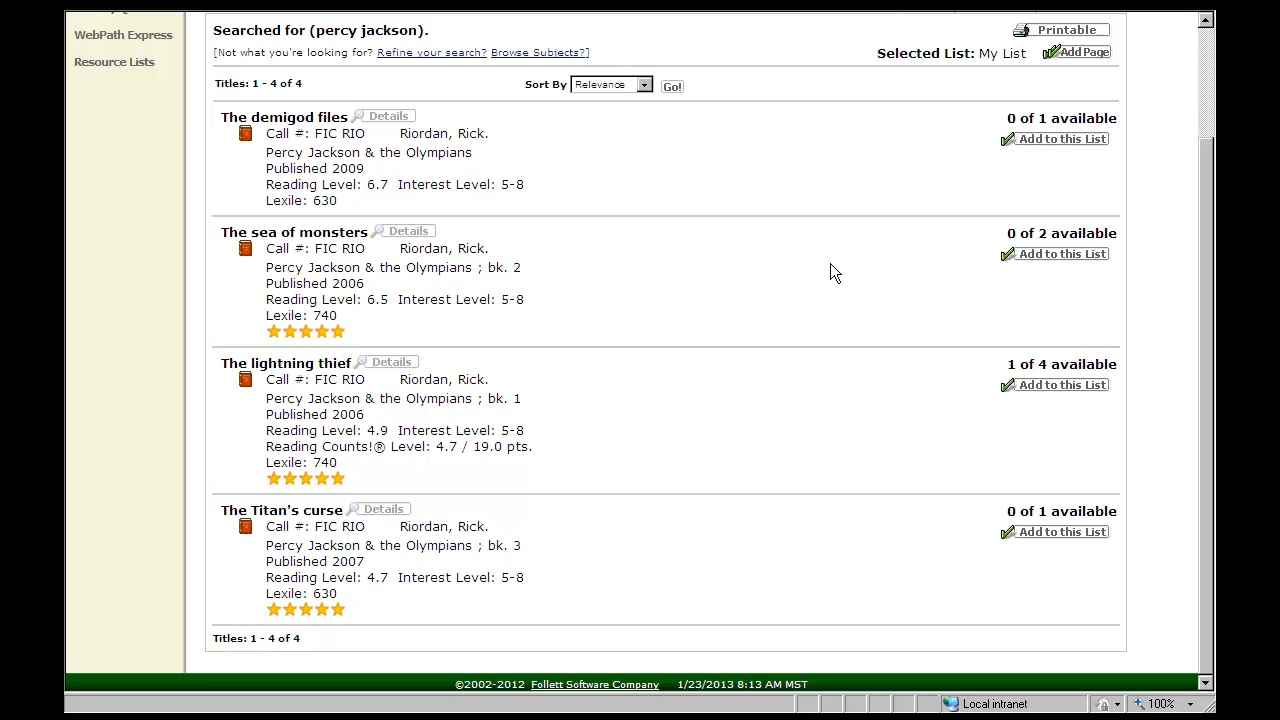 WebPath Express
Resource Lists
Searched for (percy jackson).
Printable
[Not what you're looking for? Refine your search? Browse Subjects?]
Selected List: My List
Add Page
Titles: 1 - 4 of 4
Sort By Relevance Go!
The demigod files Details
0 of 1 available
Call #: FIC RIO Riordan, Rick.
Add to this List
Percy Jackson & the Olympians
Published 2009
Reading Level: 6.7 Interest Level: 5-8
Lexile: 630
The sea of monsters Details
0 of 2 available
Call #: FIC RIO Riordan, Rick.
Add to this List
Percy Jackson & the Olympians ; bk. 2
Published 2006
Reading Level: 6.5 Interest Level: 5-8
Lexile: 740
The lightning thief Details
1 of 4 available
Call #: FIC RIO Riordan, Rick.
Add to this List
Percy Jackson & the Olympians ; bk. 1
Published 2006
Reading Level: 4.9 Interest Level: 5-8
Reading Counts!® Level: 4.7 / 19.0 pts.
Lexile: 740
The Titan's curse Details
0 of 1 available
Call #: FIC RIO Riordan, Rick.
Add to this List
Percy Jackson & the Olympians ; bk. 3
Published 2007
Reading Level: 4.7 Interest Level: 5-8
Lexile: 630
Titles: 1 - 4 of 4
©2002-2012 Follett Software Company 1/23/2013 8:13 AM MST
Local intranet
100%